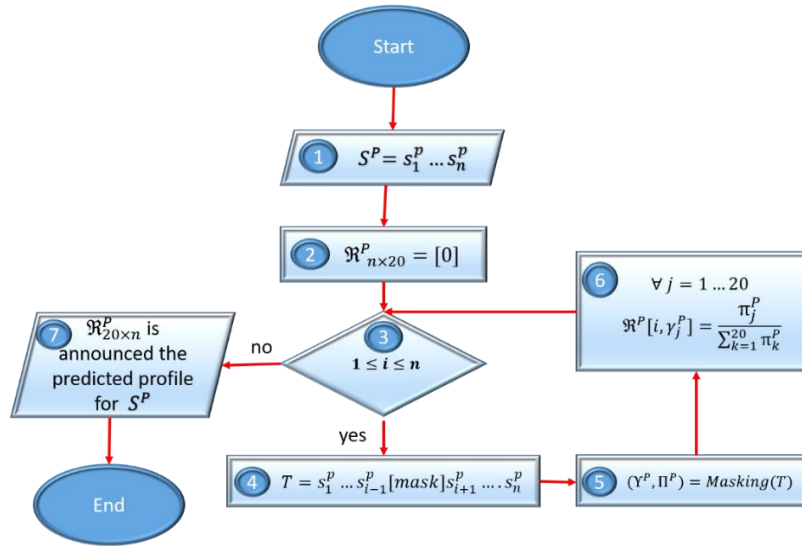 Start
1 S^P = s_1^p … s_n^p
2 ℜ^P_{n×20} = [0]
3
1 ≤ i ≤ n
no
yes
4 T = s_1^p … s_{i−1}^p [mask] s_{i+1}^p …. s_n^p
5 (Υ^P, Π^P) = Masking(T)
6
∀ j = 1 … 20
ℜ^P[i, γ_j^P] = π_j^P / ∑_{k=1}^{20} π_k^P
7 ℜ^P_{20×n} is
announced the
predicted profile
for S^P
End